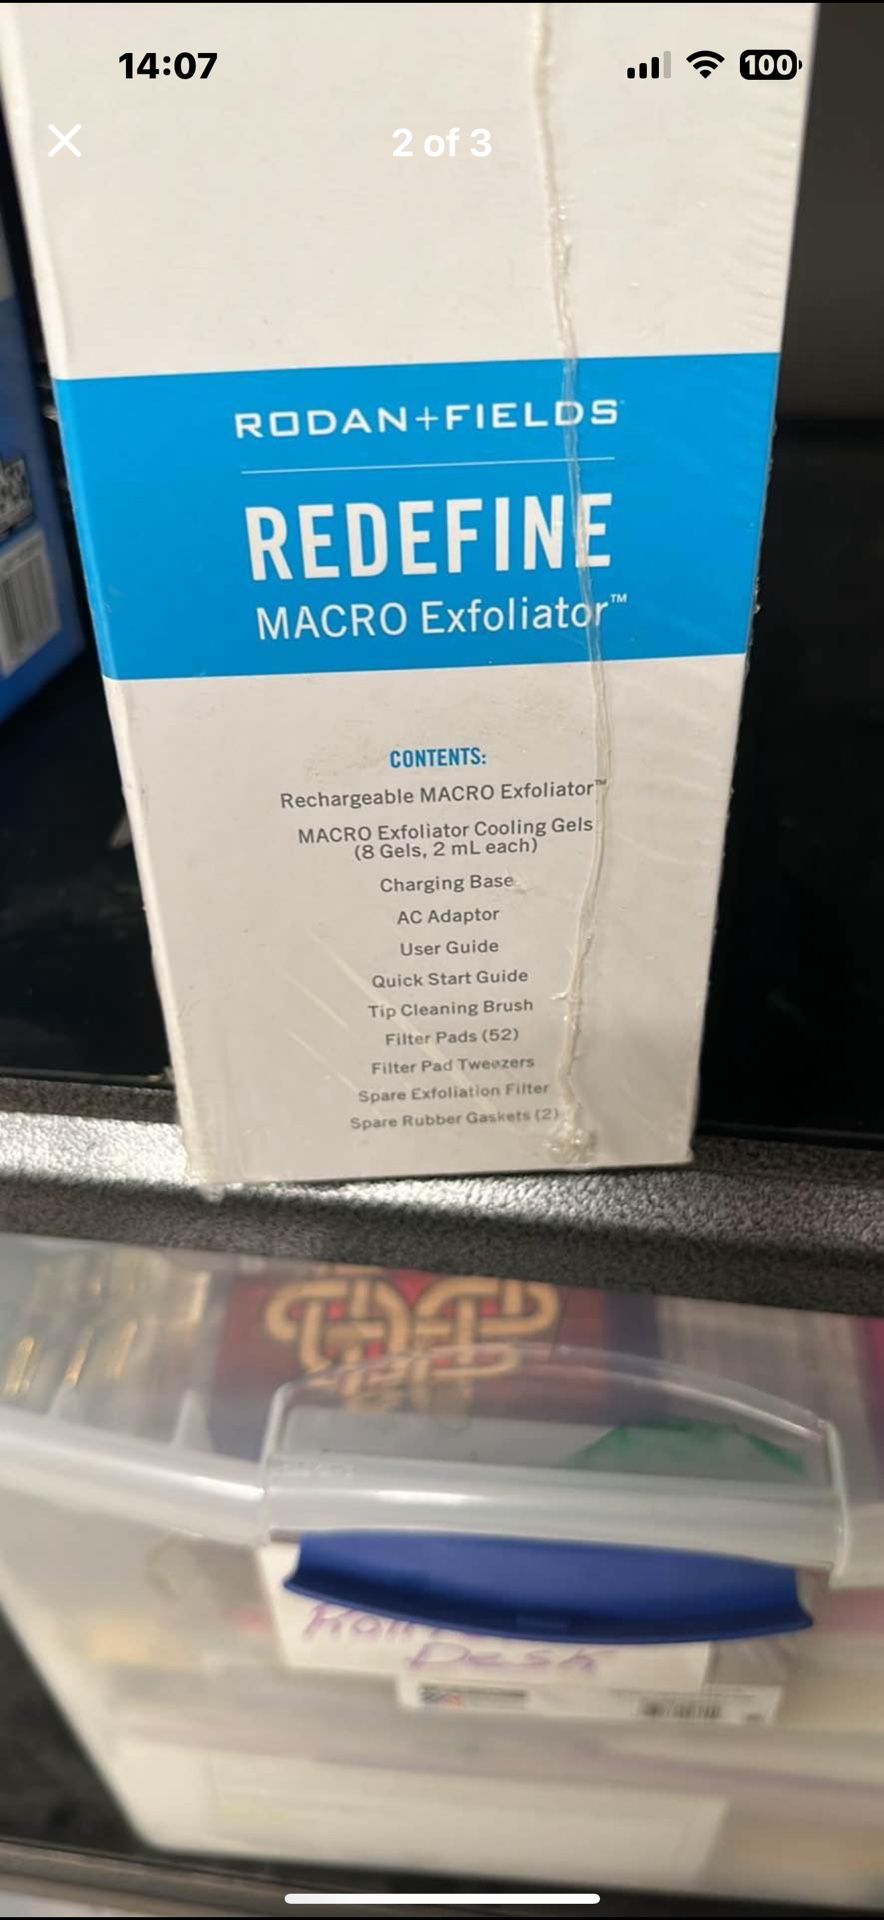 14:07
100
2 of 3
RODAN+FIELDS
REDEFINE
MACRO Exfoliator™
CONTENTS:
Rechargeable MACRO Exfoliator™
MACRO Exfoliator Cooling Gels
(8 Gels, 2 mL each)
Charging Base
AC Adaptor
User Guide
Quick Start Guide
Tip Cleaning Brush
Filter Pads (52)
Filter Pad Tweezers
Spare Exfoliation Filter
Spare Rubber Gaskets (2)
Desk